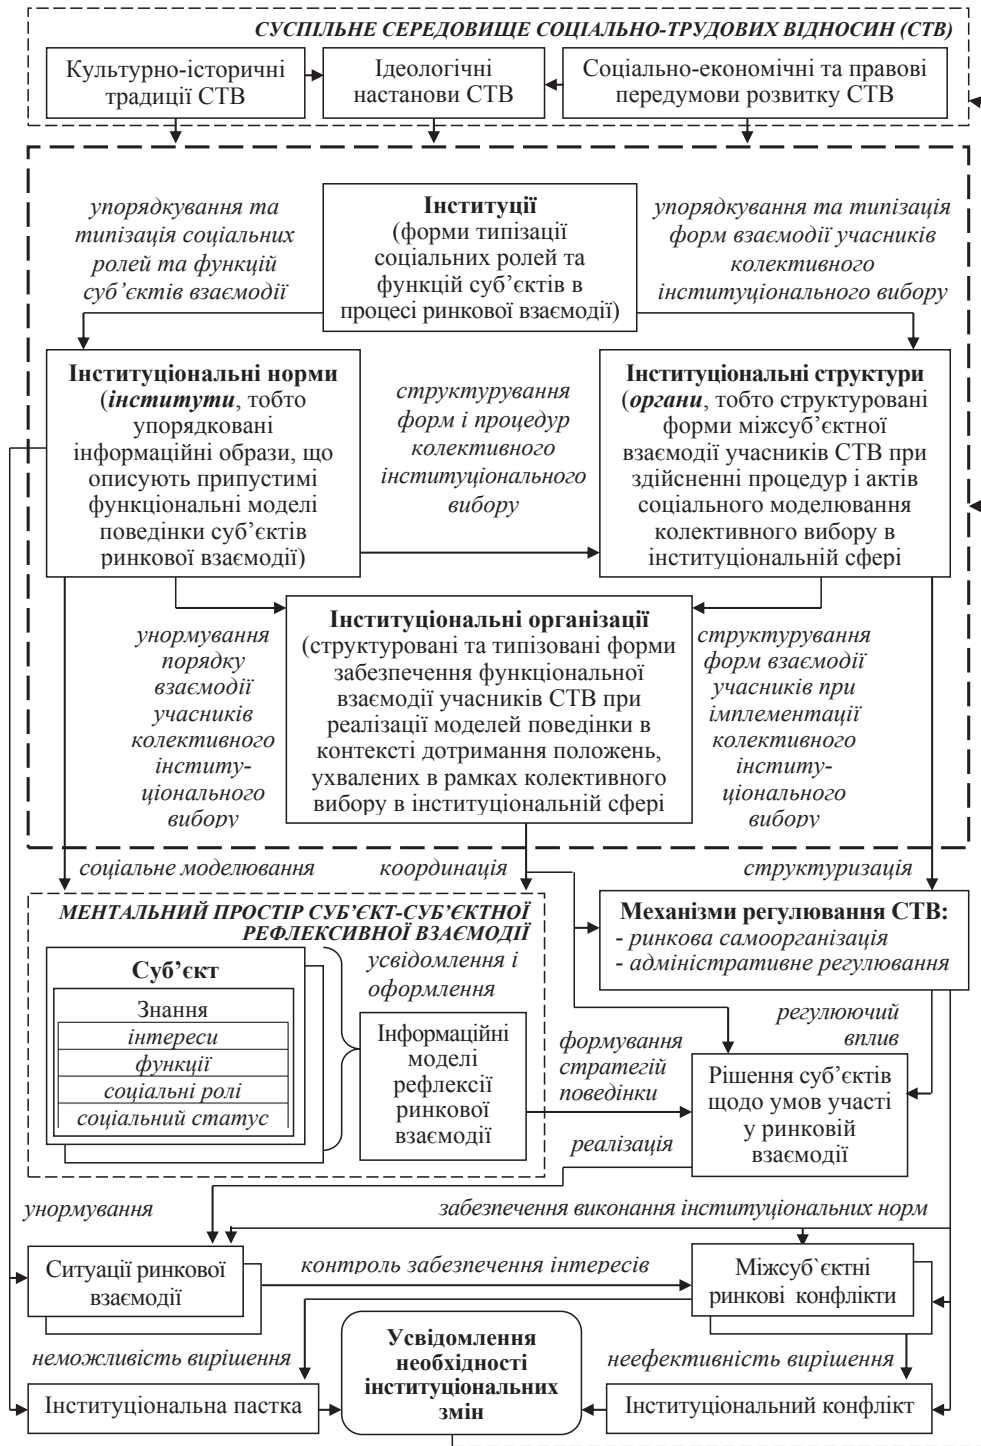 СУСПІЛЬНЕ СЕРЕДОВИЩЕ СОЦІАЛЬНО-ТРУДОВИХ ВІДНОСИН (СТВ)
Культурно-історичні
традиції СТВ
Ідеологічні
настанови СТВ
Соціально-економічні та правові
передумови розвитку СТВ
упорядкування та
типізація соціальних
ролей та функцій
суб’єктів взаємодії
Інституції
(форми типізації
соціальних ролей та
функцій суб’єктів в
процесі ринкової взаємодії)
упорядкування та типізація
форм взаємодії учасників
колективного
інституціонального вибору
Інституціональні норми
(інститути, тобто
упорядковані
інформаційні образи, що
описують припустимі
функціональні моделі
поведінки суб’єктів
ринкової взаємодії)
структурування
форм і процедур
колективного
інституціонального
вибору
Інституціональні структури
(органи, тобто структуровані
форми міжсуб’єктної
взаємодії учасників СТВ при
здійсненні процедур і актів
соціального моделювання
колективного вибору в
інституціональній сфері
унормування
порядку
взаємодії
учасників
колективного
інститу-
ціонального
вибору
Інституціональні організації
(структуровані та типізовані форми
забезпечення функціональної
взаємодії учасників СТВ при
реалізації моделей поведінки в
контексті дотримання положень,
ухвалених в рамках колективного
вибору в інституціональній сфері
структурування
форм взаємодії
учасників при
імплементації
колективного
інститу-
ціонального
вибору
соціальне моделювання
координація
структуризація
МЕНТАЛЬНИЙ ПРОСТІР СУБ’ЄКТ-СУБ’ЄКТНОЇ
РЕФЛЕКСИВНОЇ ВЗАЄМОДІЇ
Суб’єкт
Знання
інтереси
функції
соціальні ролі
соціальний статус
усвідомлення і
оформлення
Інформаційні
моделі
рефлексії
ринкової
взаємодії
Механізми регулювання СТВ:
- ринкова самоорганізація
- адміністративне регулювання
формування
стратегій
поведінки
регулюючий
вплив
Рішення суб’єктів
щодо умов участі
у ринковій
взаємодії
реалізація
унормування
забезпечення виконання інституціональних норм
Ситуації ринкової
взаємодії
контроль забезпечення інтересів
Міжсуб`єктні
ринкові конфлікти
неможливість вирішення
Усвідомлення
необхідності
інституціональних
змін
неефективність вирішення
Інституціональна пастка
Інституціональний конфлікт